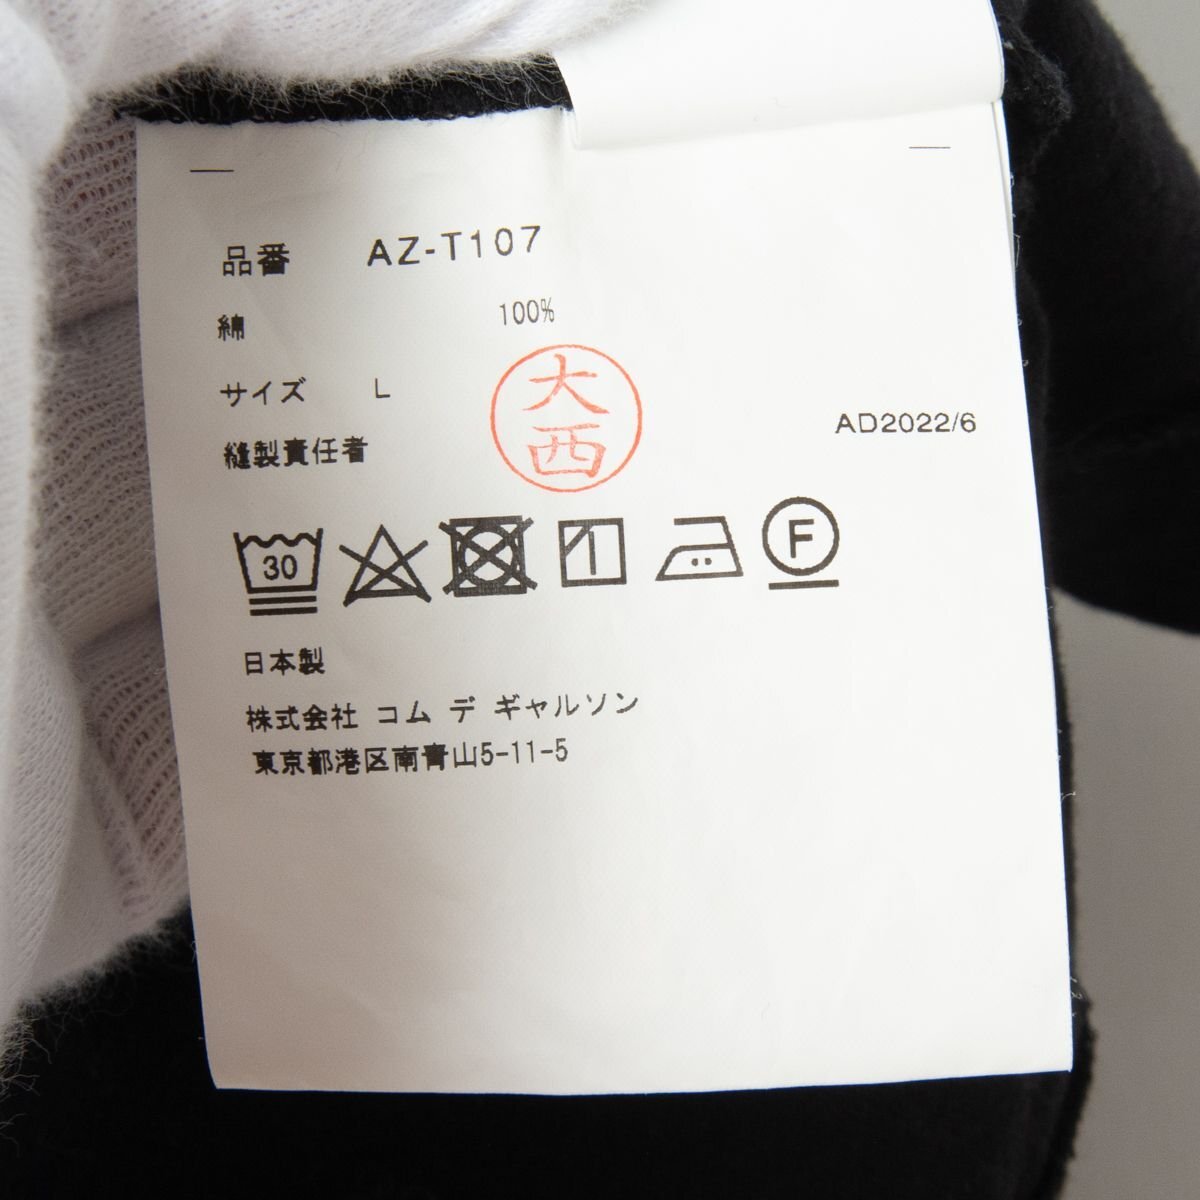 品番 AZ-T107
綿 100%
サイズ L
縫製責任者 大西
AD2022/6
30 F
日本製
株式会社 コム デ ギャルソン
東京都港区南青山5-11-5